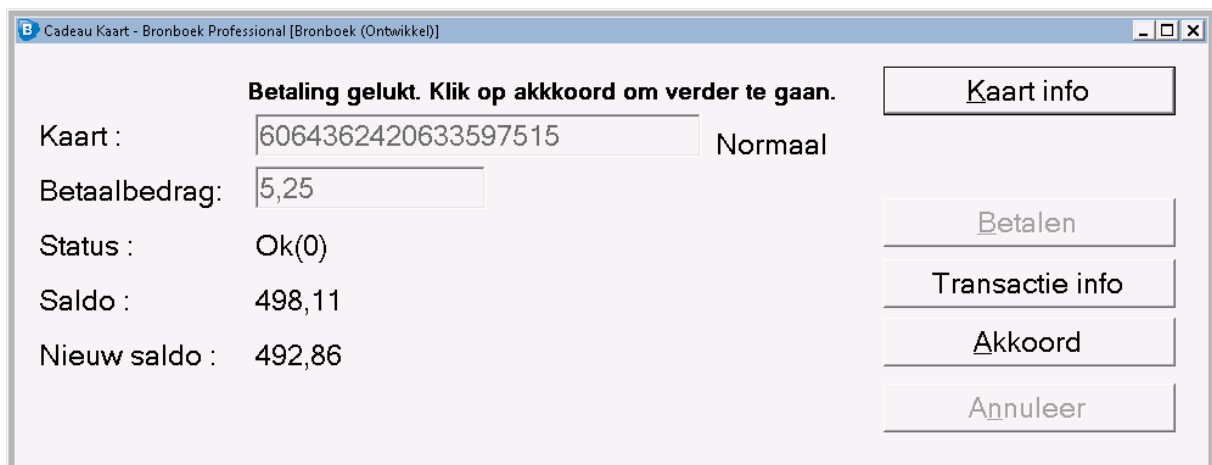 Cadeau Kaart - Bronboek Professional [Bronboek (Ontwikkel)]
Betaling gelukt. Klik op akkkoord om verder te gaan.
Kaart info
Kaart :
6064362420633597515
Normaal
Betaalbedrag:
5,25
Betalen
Status :
Ok(0)
Transactie info
Saldo :
498,11
Akkoord
Nieuw saldo :
492,86
Annuleer